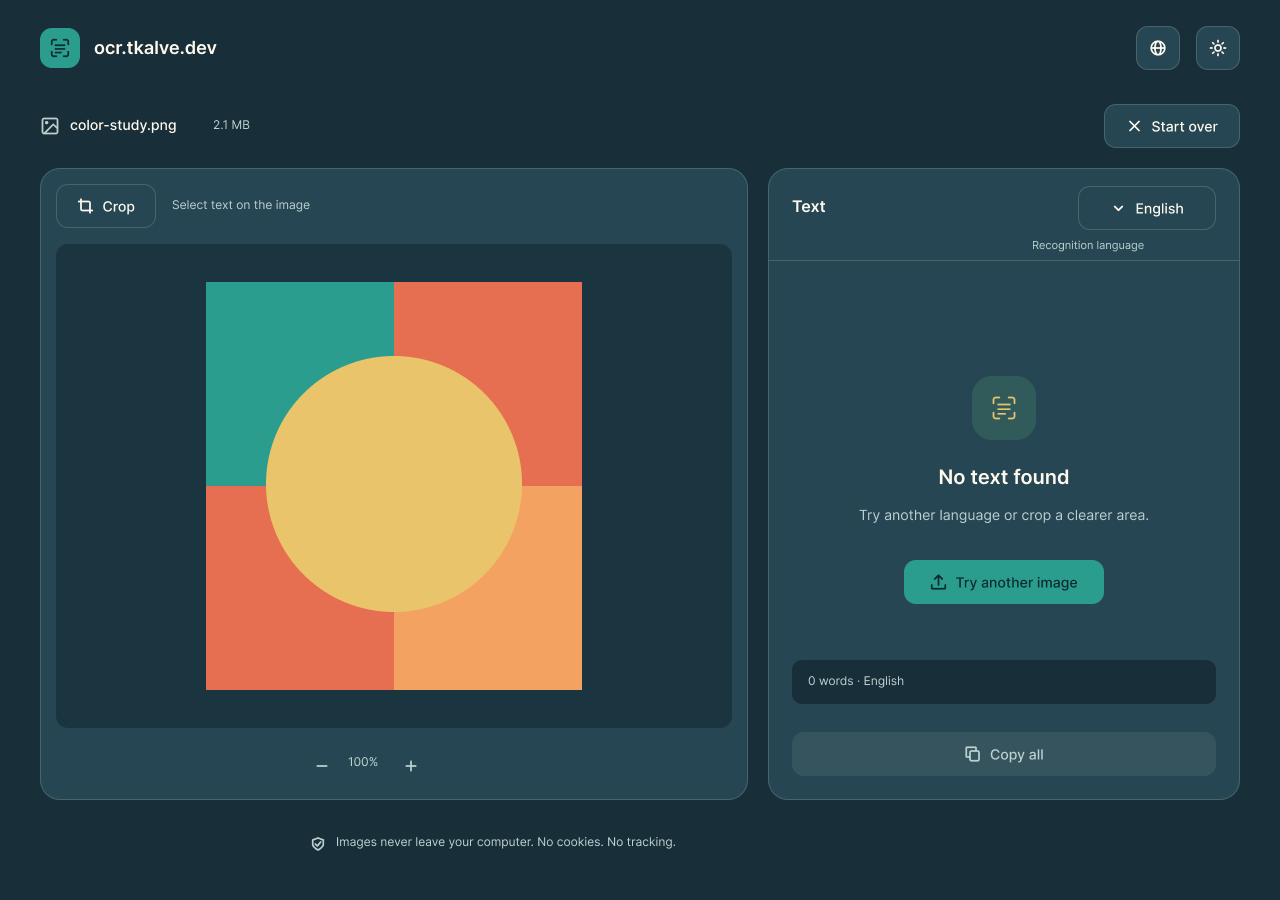 ocr.tkalve.dev
color-study.png 2.1 MB
Start over
Crop
Select text on the image
100%
Text
English
Recognition language
No text found
Try another language or crop a clearer area.
Try another image
0 words · English
Copy all
Images never leave your computer. No cookies. No tracking.